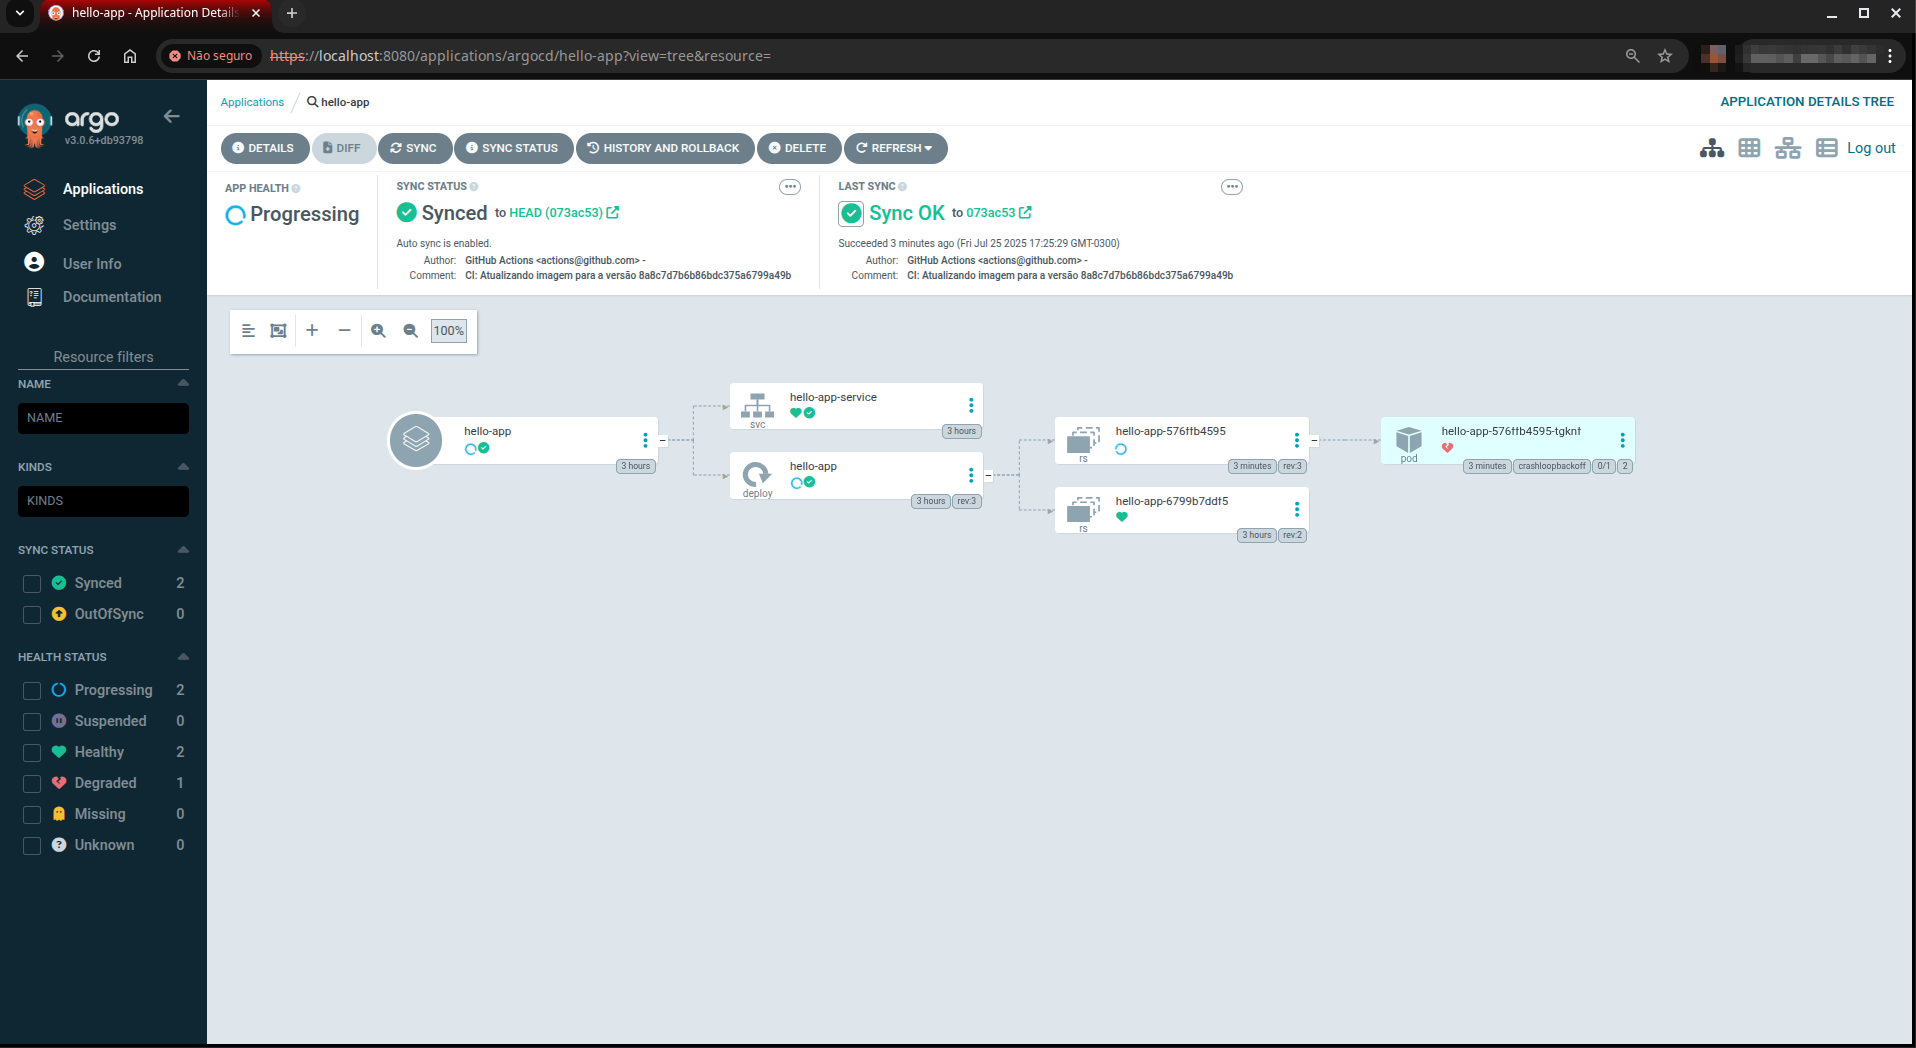 hello-app - Application Details
Não seguro
https://localhost:8080/applications/argocd/hello-app?view=tree&resource=
argo
v3.0.6+db93798
Applications
Settings
User Info
Documentation
Resource filters
NAME
NAME
KINDS
KINDS
SYNC STATUS
Synced 2
OutOfSync 0
HEALTH STATUS
Progressing 2
Suspended 0
Healthy 2
Degraded 1
Missing 0
Unknown 0
Applications / hello-app
APPLICATION DETAILS TREE
DETAILS DIFF SYNC SYNC STATUS HISTORY AND ROLLBACK DELETE REFRESH
Log out
APP HEALTH
Progressing
SYNC STATUS
Synced to HEAD (073ac53)
Auto sync is enabled.
Author: GitHub Actions <actions@github.com> -
Comment: CI: Atualizando imagem para a versão 8a8c7d7b6b86bdc375a6799a49b
LAST SYNC
Sync OK to 073ac53
Succeeded 3 minutes ago (Fri Jul 25 2025 17:25:29 GMT-0300)
Author: GitHub Actions <actions@github.com> -
Comment: CI: Atualizando imagem para a versão 8a8c7d7b6b86bdc375a6799a49b
100%
hello-app
3 hours
hello-app-service
svc
3 hours
hello-app
deploy
3 hours rev:3
hello-app-576ffb4595
rs
3 minutes rev:3
hello-app-6799b7ddf5
rs
3 hours rev:2
hello-app-576ffb4595-tgknf
pod
3 minutes crashloopbackoff 0/1 2